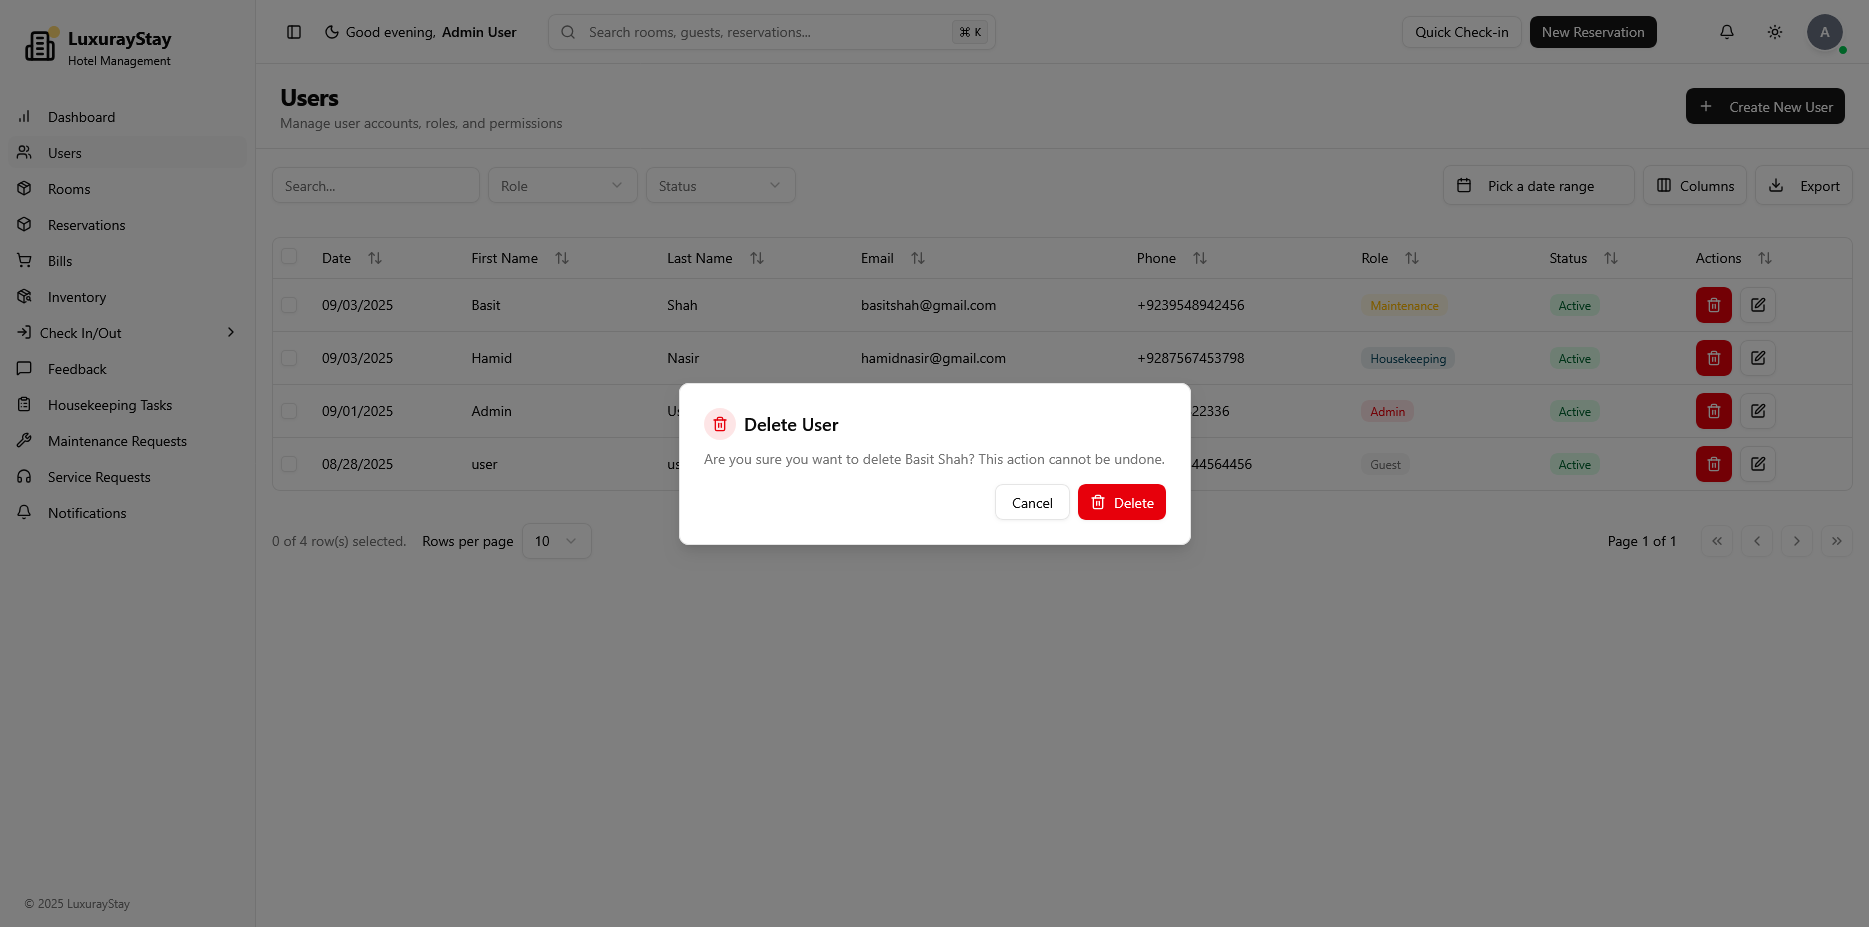 LuxurayStay
Hotel Management
Dashboard
Users
Rooms
Reservations
Bills
Inventory
Check In/Out
Feedback
Housekeeping Tasks
Maintenance Requests
Service Requests
Notifications
© 2025 LuxurayStay
Good evening, Admin User
Search rooms, guests, reservations...
⌘ K
Quick Check-in
New Reservation
A
Users
Manage user accounts, roles, and permissions
Create New User
Search...
Role
Status
Pick a date range
Columns
Export
Date First Name Last Name Email Phone Role Status Actions
09/03/2025 Basit Shah basitshah@gmail.com +9239548942456 Maintenance Active
09/03/2025 Hamid Nasir hamidnasir@gmail.com +9287567453798 Housekeeping Active
09/01/2025 Admin 22336 Admin Active
08/28/2025 user 44564456 Guest Active
Delete User
Are you sure you want to delete Basit Shah? This action cannot be undone.
Cancel
Delete
0 of 4 row(s) selected. Rows per page 10
Page 1 of 1